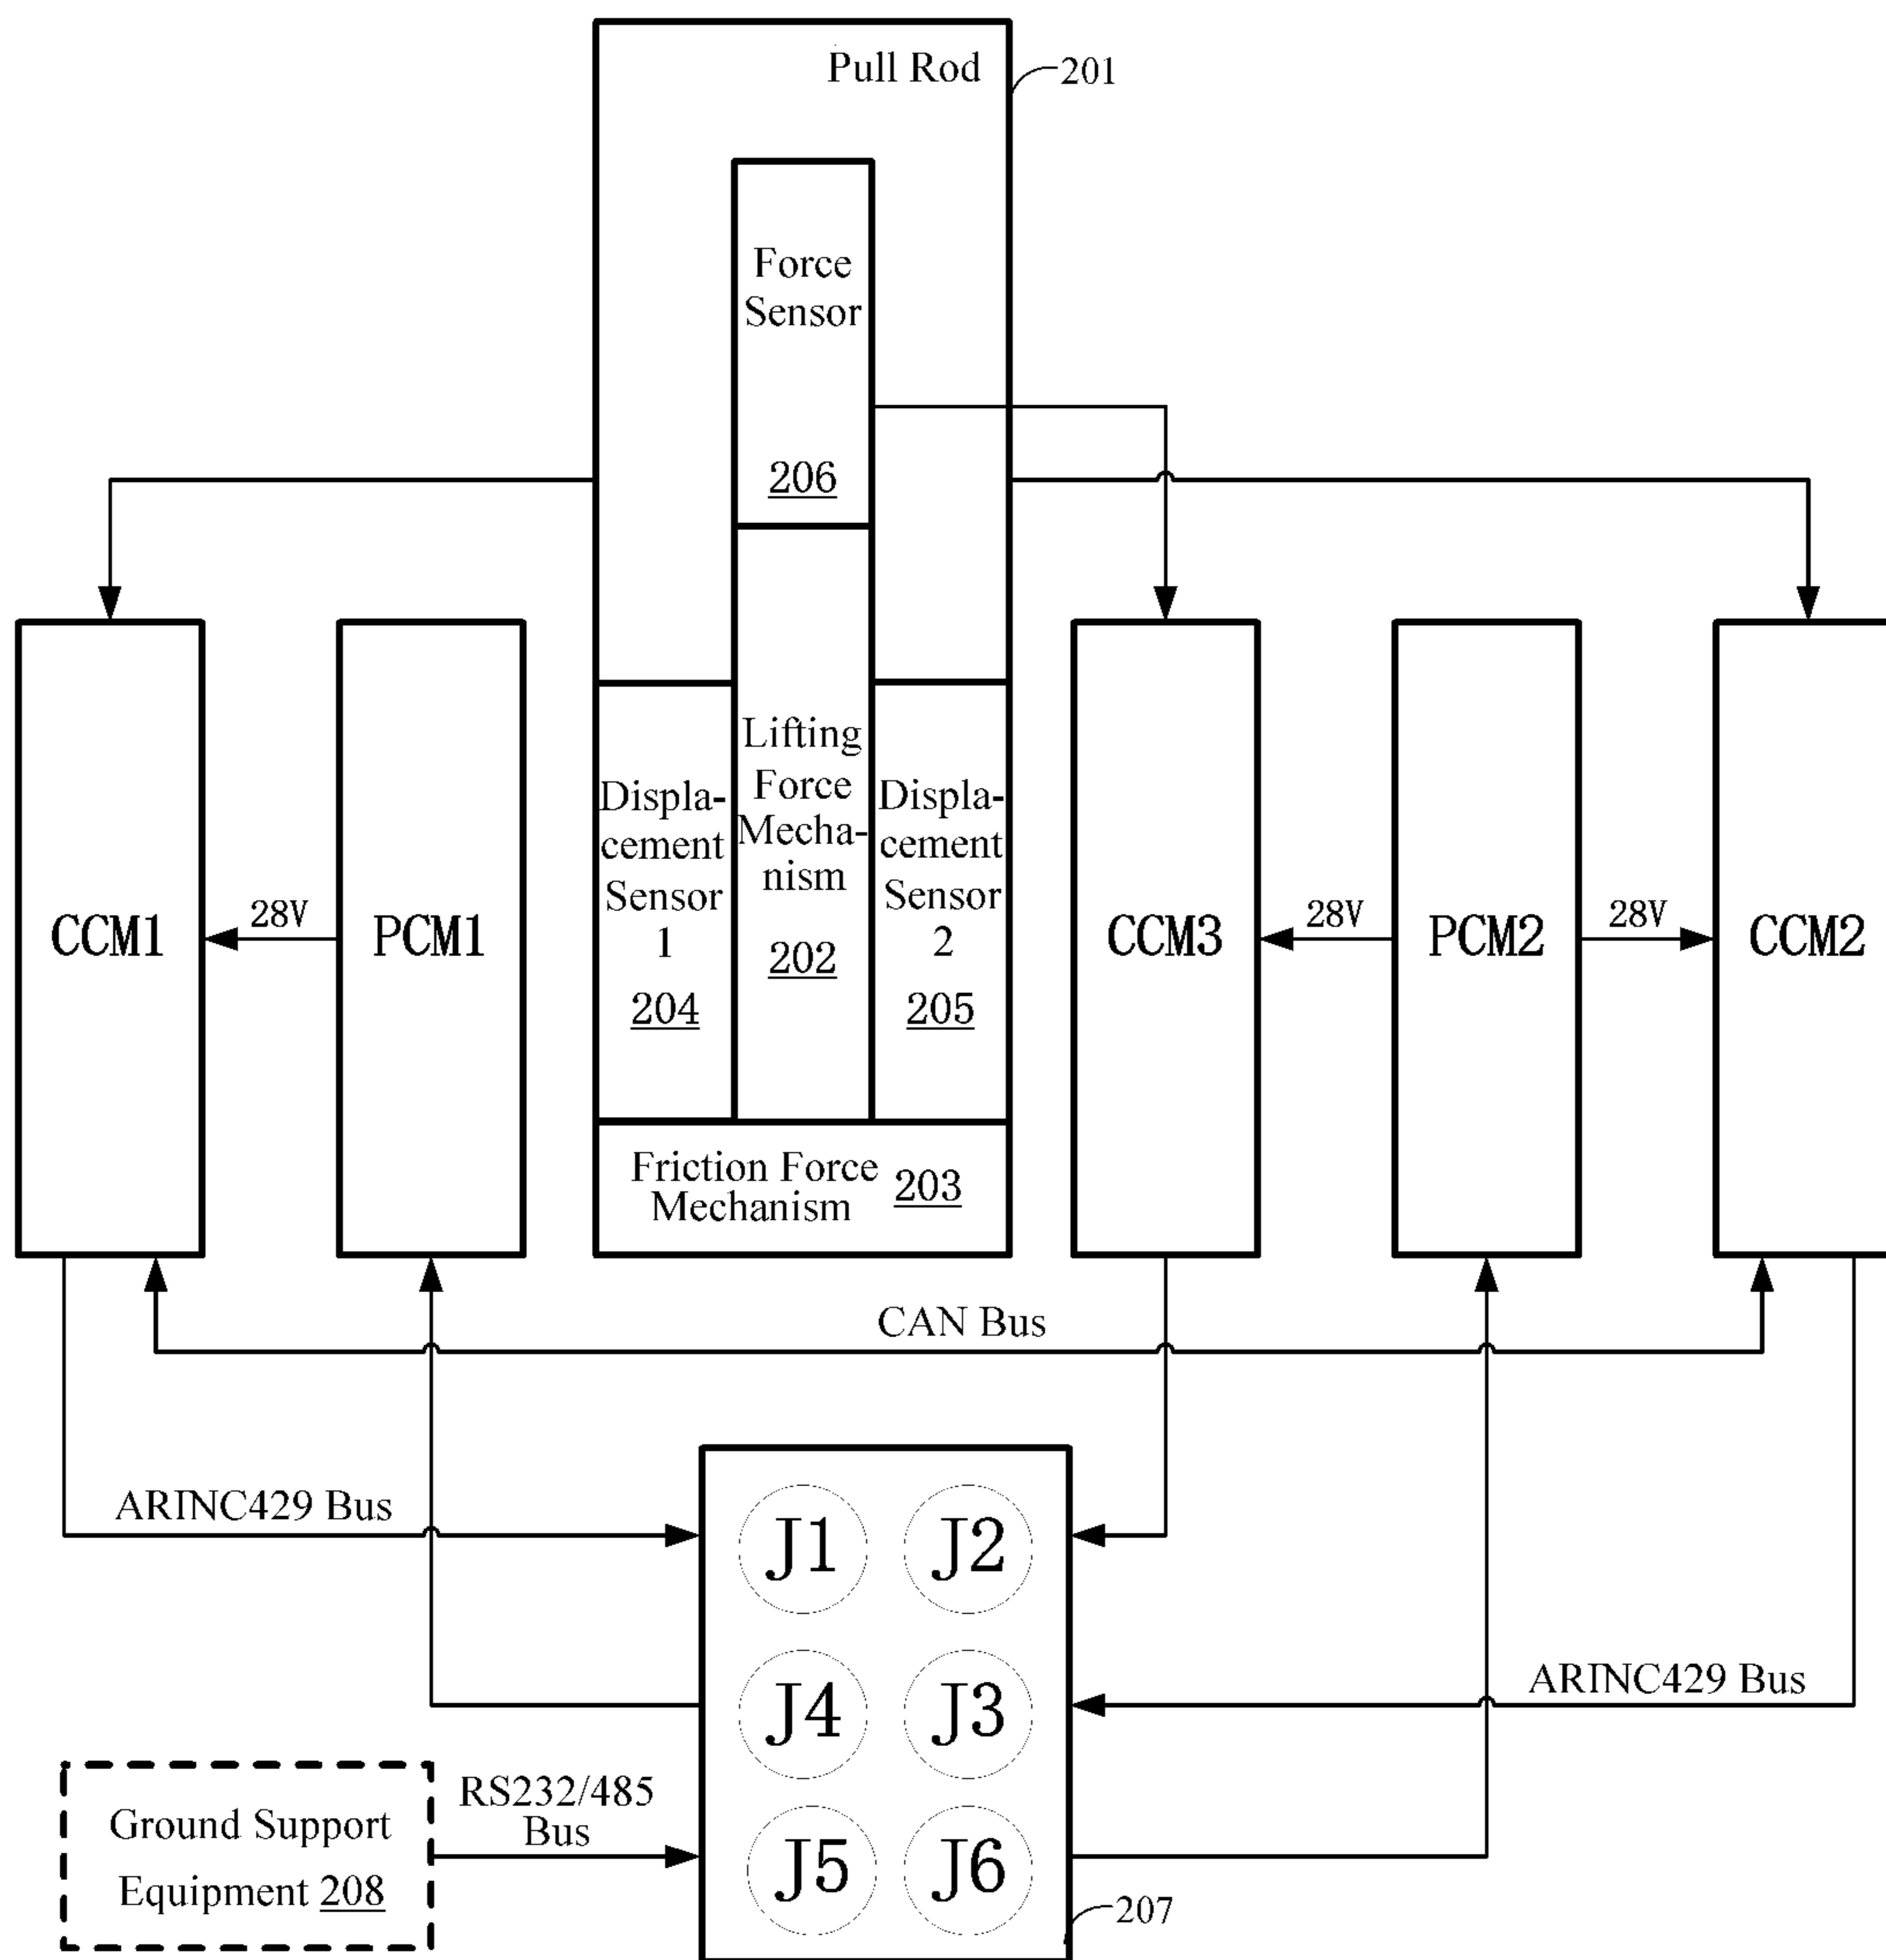 Pull Rod
201
Force
Sensor
206
Lifting
Force
Mecha-
nism
202
Displa-
cement
Sensor
1
204
Displa-
cement
Sensor
2
205
Friction Force
Mechanism
203
CCM1
28V
PCM1
CCM3
28V
PCM2
28V
CCM2
CAN Bus
ARINC429 Bus
J1
J2
J4
J3
ARINC429 Bus
J5
J6
207
RS232/485
Bus
Ground Support
Equipment 208